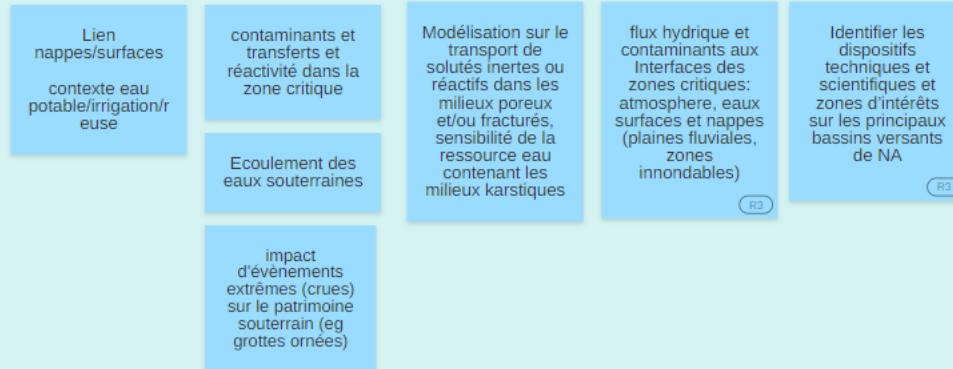 Lien
nappes/surfaces
contexte eau
potable/irrigation/r
euse
contaminants et
transferts et
réactivité dans la
zone critique
Ecoulement des
eaux souterraines
impact
d'évènements
extrêmes (crues)
sur le patrimoine
souterrain (eg
grottes ornées)
Modélisation sur le
transport de
solutés inertes ou
réactifs dans les
milieux poreux
et/ou fracturés,
sensibilité de la
ressource eau
contenant les
milieux karstiques
flux hydrique et
contaminants aux
Interfaces des
zones critiques:
atmosphere, eaux
surfaces et nappes
(plaines fluviales,
zones
innondables)
R3
Identifier les
dispositifs
techniques et
scientifiques et
zones d'intérêts
sur les principaux
bassins versants
de NA
R3